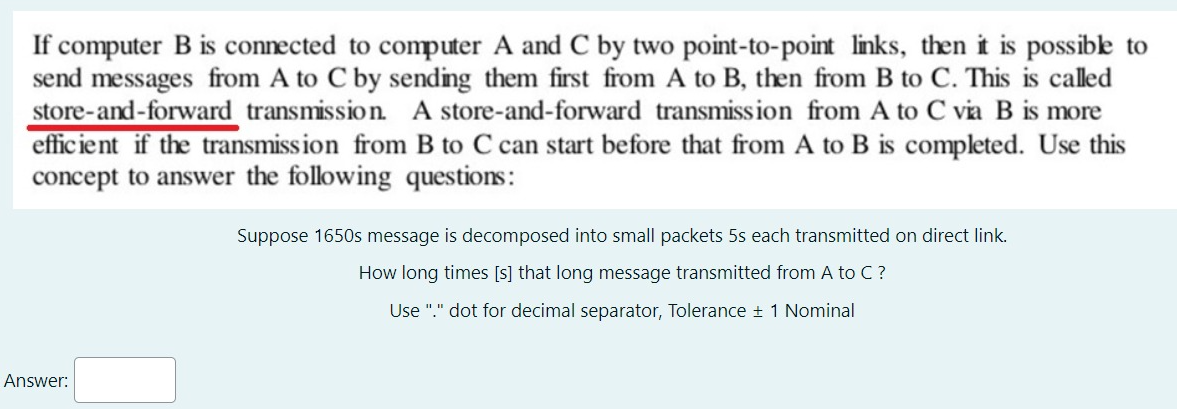 If computer B is connected to computer A and C by two point-to-point links, then it is possible to
send messages from A to C by sending them first from A to B, then from B to C. This is called
store-and-forward transmission. A store-and-forward transmission from A to C via B is more
efficient if the transmission from B to C can start before that from A to B is completed. Use this
concept to answer the following questions:
Suppose 1650s message is decomposed into small packets 5s each transmitted on direct link.
How long times [s] that long message transmitted from A to C ?
Use "." dot for decimal separator, Tolerance ± 1 Nominal
Answer: